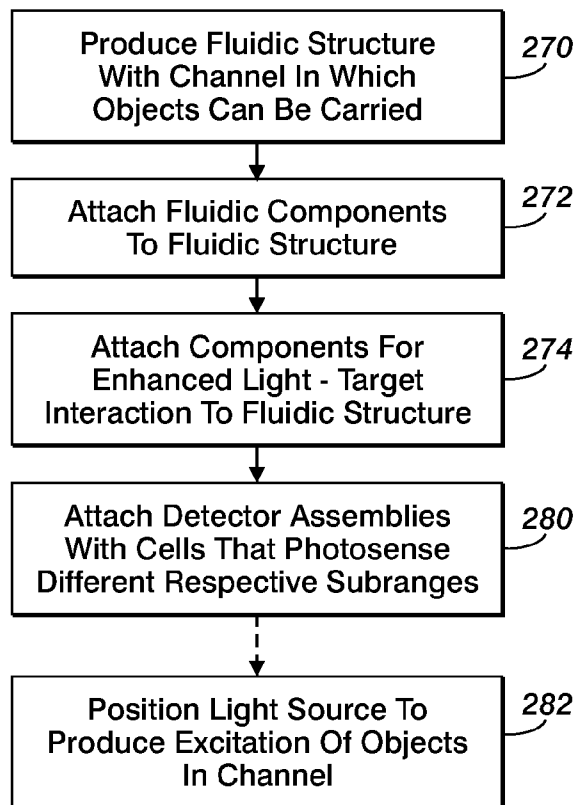 Produce Fluidic Structure
With Channel In Which
Objects Can Be Carried
270
Attach Fluidic Components
To Fluidic Structure
272
Attach Components For
Enhanced Light - Target
Interaction To Fluidic Structure
274
Attach Detector Assemblies
With Cells That Photosense
Different Respective Subranges
280
Position Light Source To
Produce Excitation Of Objects
In Channel
282